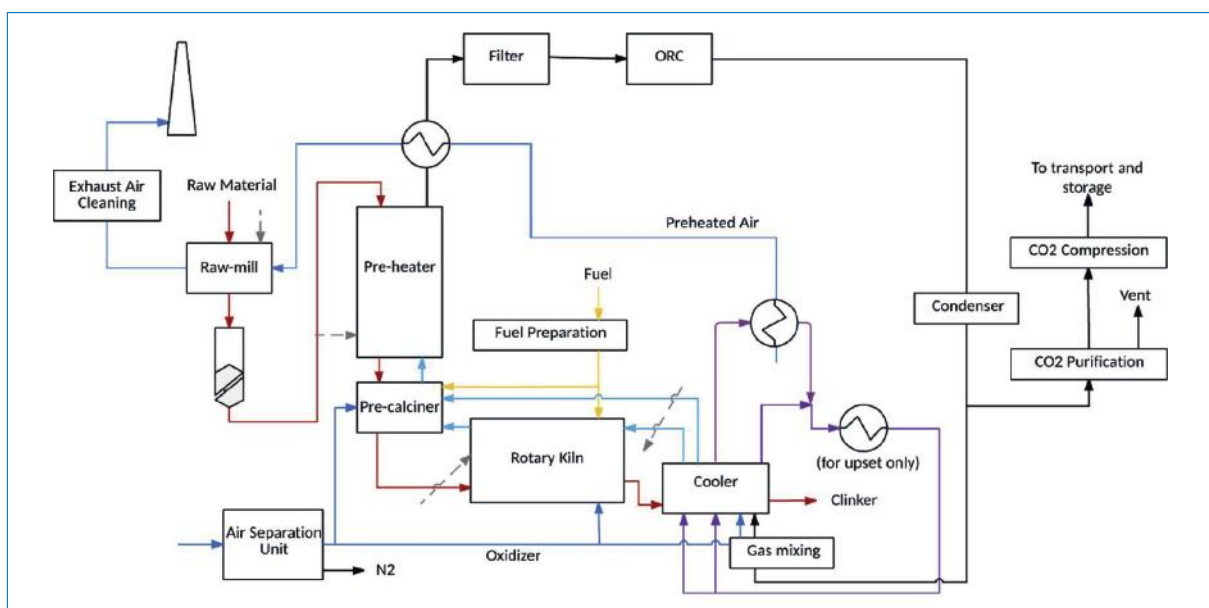 Filter
ORC
Exhaust Air
Cleaning
Raw Material
To transport and
storage
Preheated Air
CO2 Compression
Raw-mill
Pre-heater
Fuel
Vent
Condenser
Fuel Preparation
CO2 Purification
Pre-calciner
Rotary Kiln
(for upset only)
Cooler
Clinker
Air Separation
Unit
Oxidizer
Gas mixing
N2